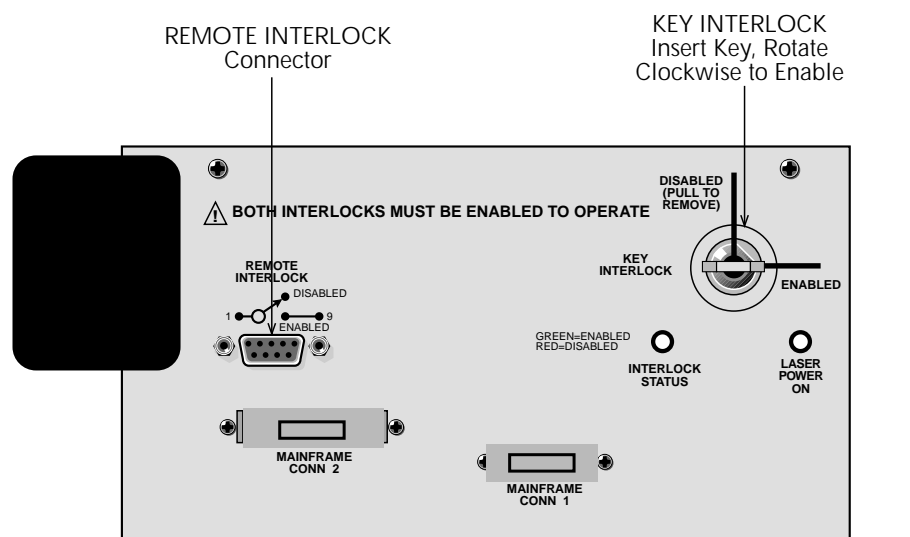 REMOTE INTERLOCK
Connector
KEY INTERLOCK
Insert Key, Rotate
Clockwise to Enable
DISABLED
(PULL TO
REMOVE)
⚠ BOTH INTERLOCKS MUST BE ENABLED TO OPERATE
KEY
INTERLOCK
ENABLED
REMOTE
INTERLOCK
DISABLED
1
9
ENABLED
GREEN=ENABLED
RED=DISABLED
INTERLOCK
STATUS
LASER
POWER
ON
MAINFRAME
CONN 2
MAINFRAME
CONN 1